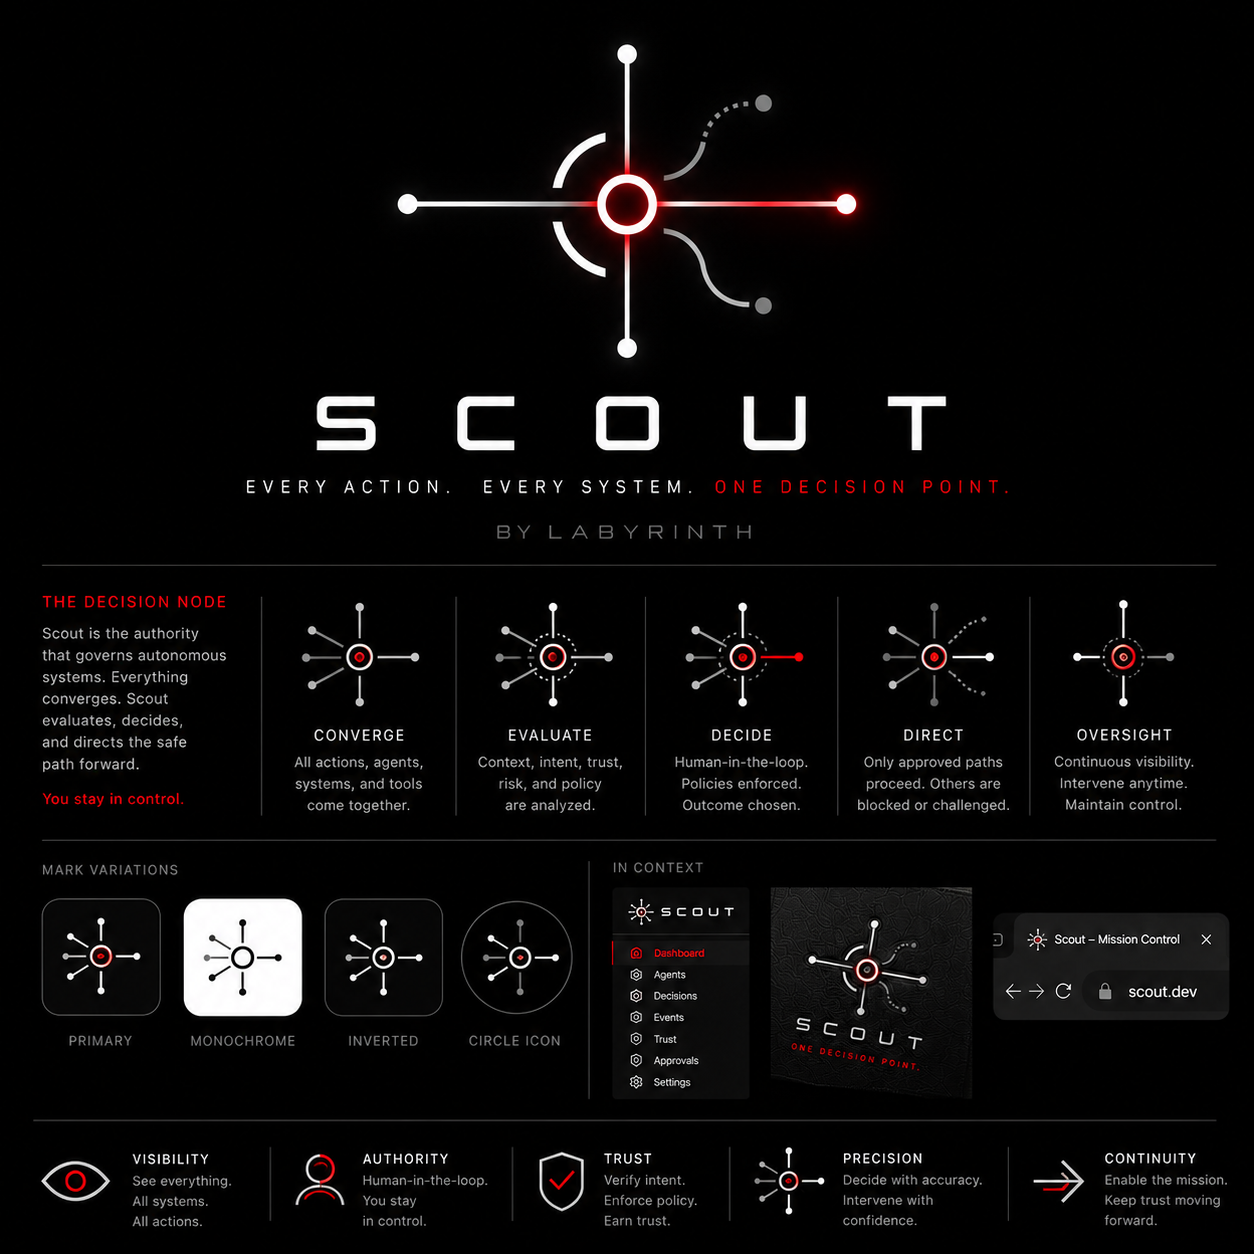 SCOUT
EVERY ACTION. EVERY SYSTEM. ONE DECISION POINT.
BY LABYRINTH
THE DECISION NODE
Scout is the authority
that governs autonomous
systems. Everything
converges. Scout
evaluates, decides,
and directs the safe
path forward.
You stay in control.
CONVERGE
All actions, agents,
systems, and tools
come together.
EVALUATE
Context, intent, trust,
risk, and policy
are analyzed.
DECIDE
Human-in-the-loop.
Policies enforced.
Outcome chosen.
DIRECT
Only approved paths
proceed. Others are
blocked or challenged.
OVERSIGHT
Continuous visibility.
Intervene anytime.
Maintain control.
MARK VARIATIONS
PRIMARY
MONOCHROME
INVERTED
CIRCLE ICON
IN CONTEXT
SCOUT
Dashboard
Agents
Decisions
Events
Trust
Approvals
Settings
SCOUT
ONE DECISION POINT.
Scout – Mission Control
scout.dev
VISIBILITY
See everything.
All systems.
All actions.
AUTHORITY
Human-in-the-loop.
You stay
in control.
TRUST
Verify intent.
Enforce policy.
Earn trust.
PRECISION
Decide with accuracy.
Intervene with
confidence.
CONTINUITY
Enable the mission.
Keep trust moving
forward.